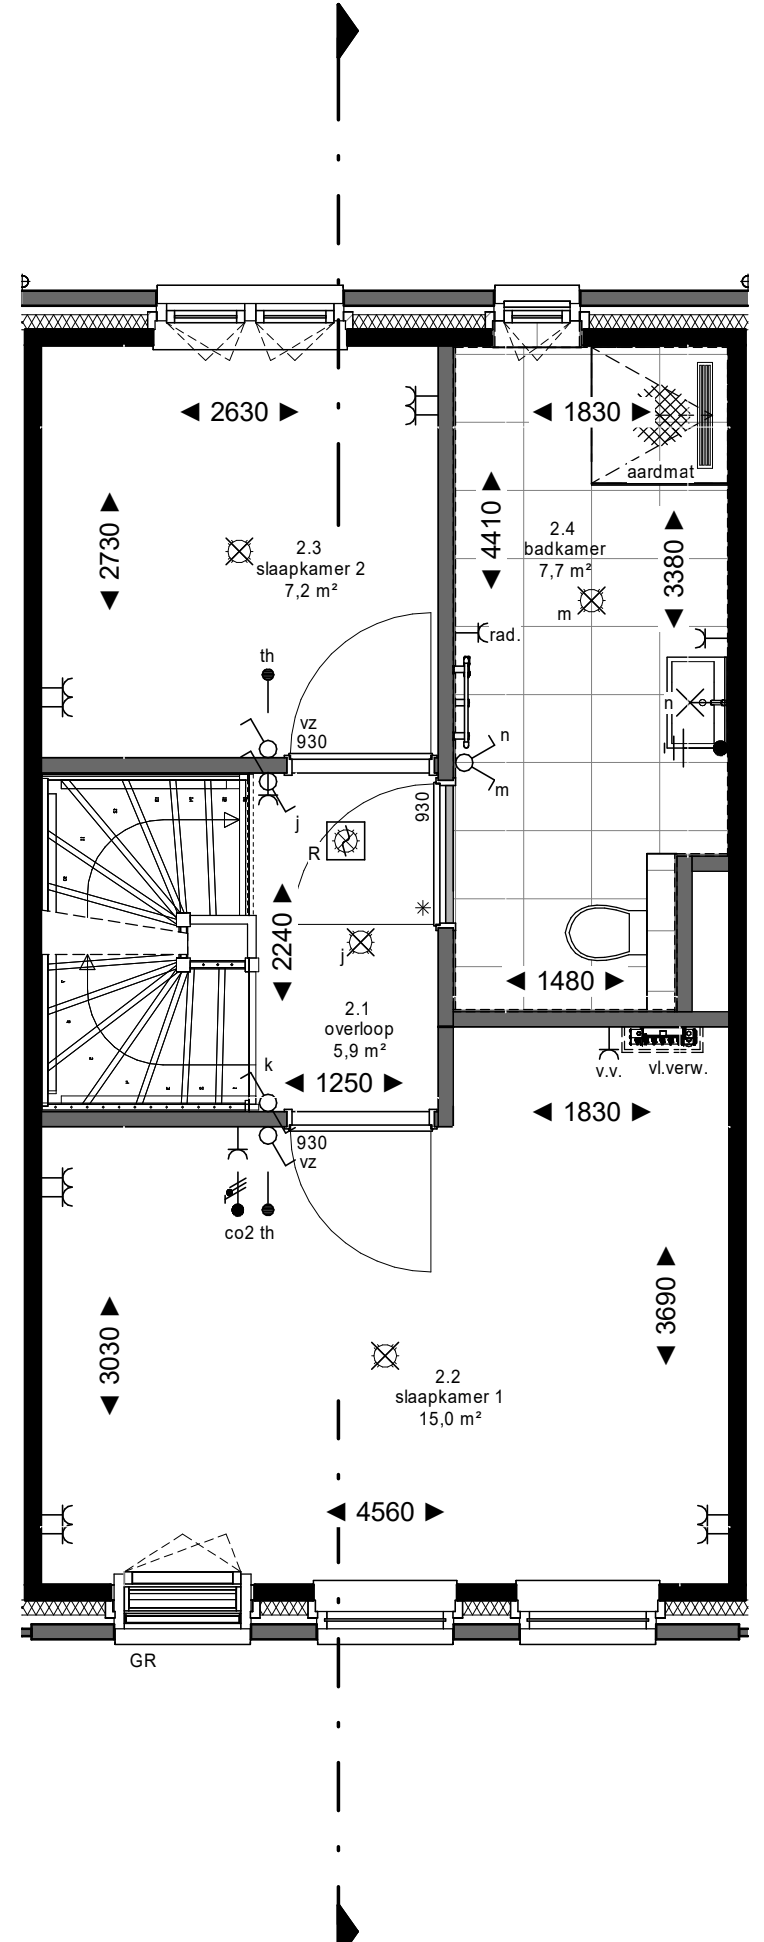 2630
1830
aardmat
2730
4410
3380
2.3
slaapkamer 2
7,2 m²
2.4
badkamer
7,7 m²
m
rad.
th
n
vz
930
n
m
j
930
R
2240
j
1480
2.1
overloop
5,9 m²
k
1250
v.v.
vl.verw.
1830
930
vz
co2 th
3030
3690
2.2
slaapkamer 1
15,0 m²
4560
GR